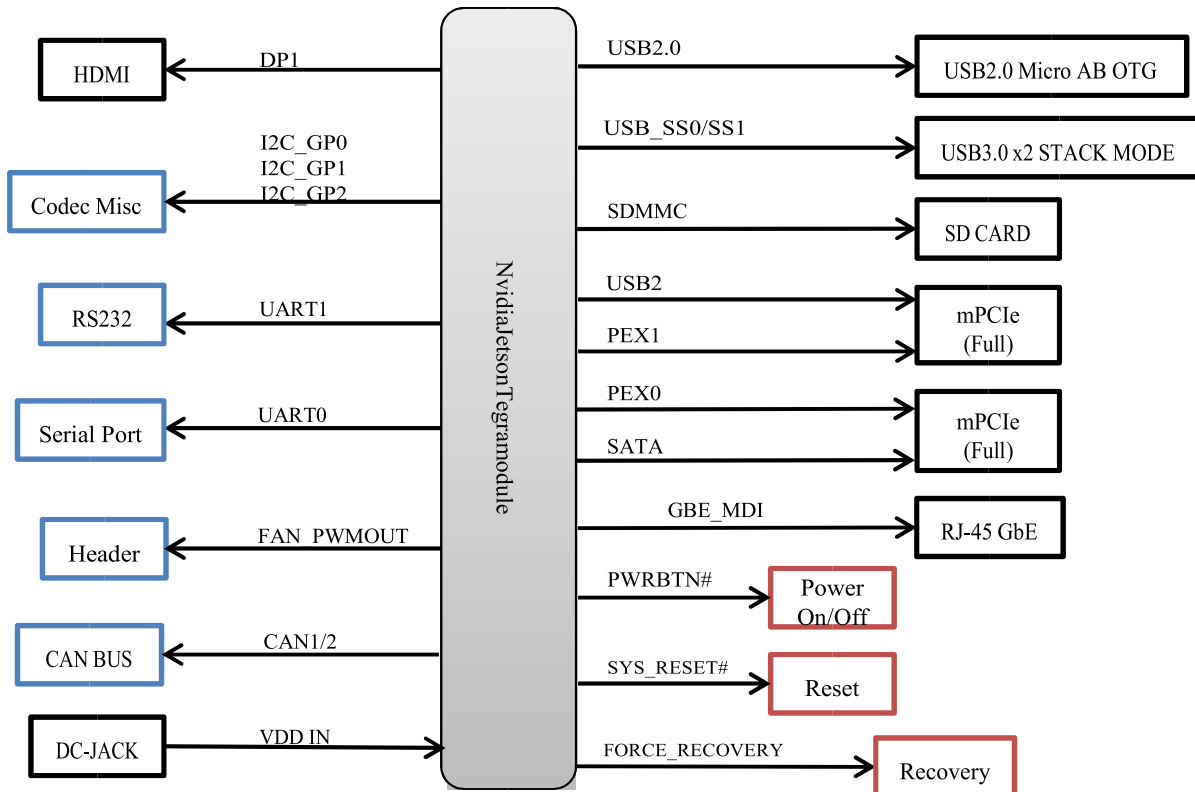 HDMI
DP1
I2C_GP0
I2C_GP1
I2C_GP2
Codec Misc
RS232
UART1
Serial Port
UART0
Header
FAN_PWMOUT
CAN BUS
CAN1/2
DC-JACK
VDD IN
NvidiaJetsonTegramodule
USB2.0
USB2.0 Micro AB OTG
USB_SS0/SS1
USB3.0 x2 STACK MODE
SDMMC
SD CARD
USB2
PEX1
mPCIe
(Full)
PEX0
SATA
mPCIe
(Full)
GBE_MDI
RJ-45 GbE
PWRBTN#
Power
On/Off
SYS_RESET#
Reset
FORCE_RECOVERY
Recovery